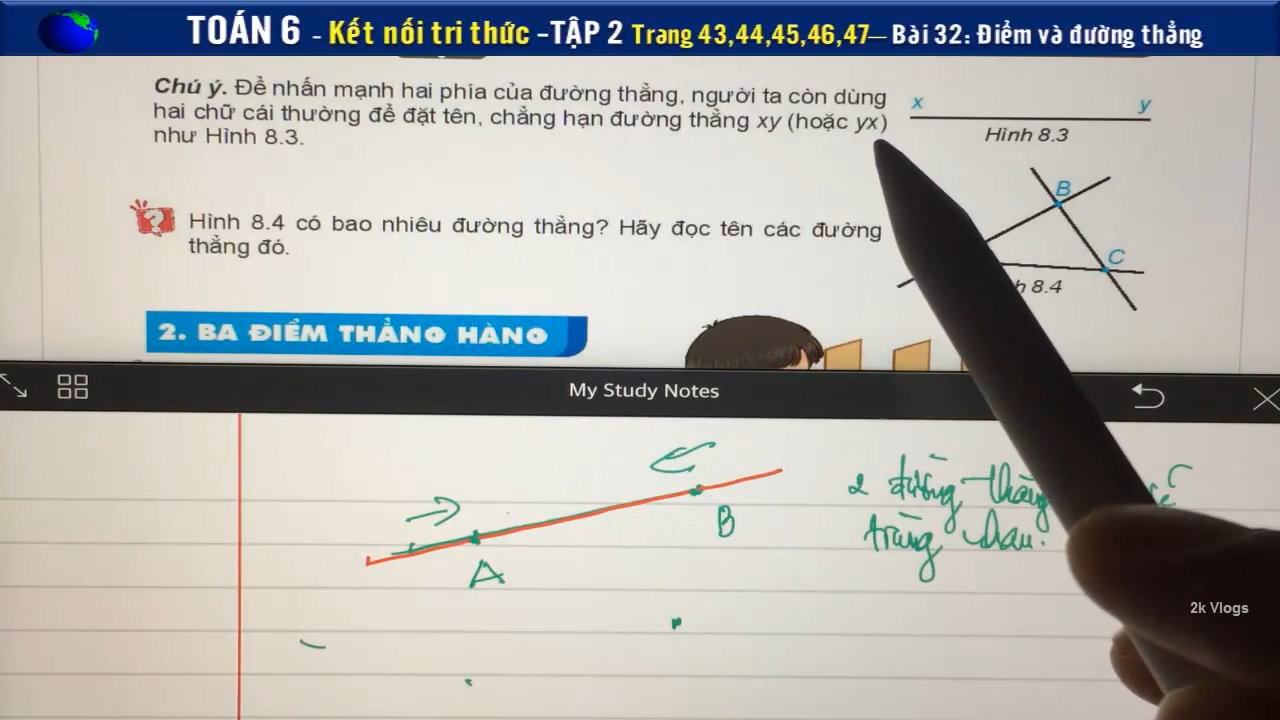 TOÁN 6 - Kết nối tri thức -TẬP 2 Trang 43,44,45,46,47— Bài 32: Điểm và đường thẳng
Chú ý. Để nhấn mạnh hai phía của đường thẳng, người ta còn dùng
hai chữ cái thường để đặt tên, chẳng hạn đường thẳng xy (hoặc yx)
như Hình 8.3.
x y
Hình 8.3
B
C
h 8.4
Hình 8.4 có bao nhiêu đường thẳng? Hãy đọc tên các đường
thẳng đó.
2. BA ĐIỂM THẲNG HÀNG
My Study Notes
A
B
2 đường thẳng
trùng nhau.
2k Vlogs